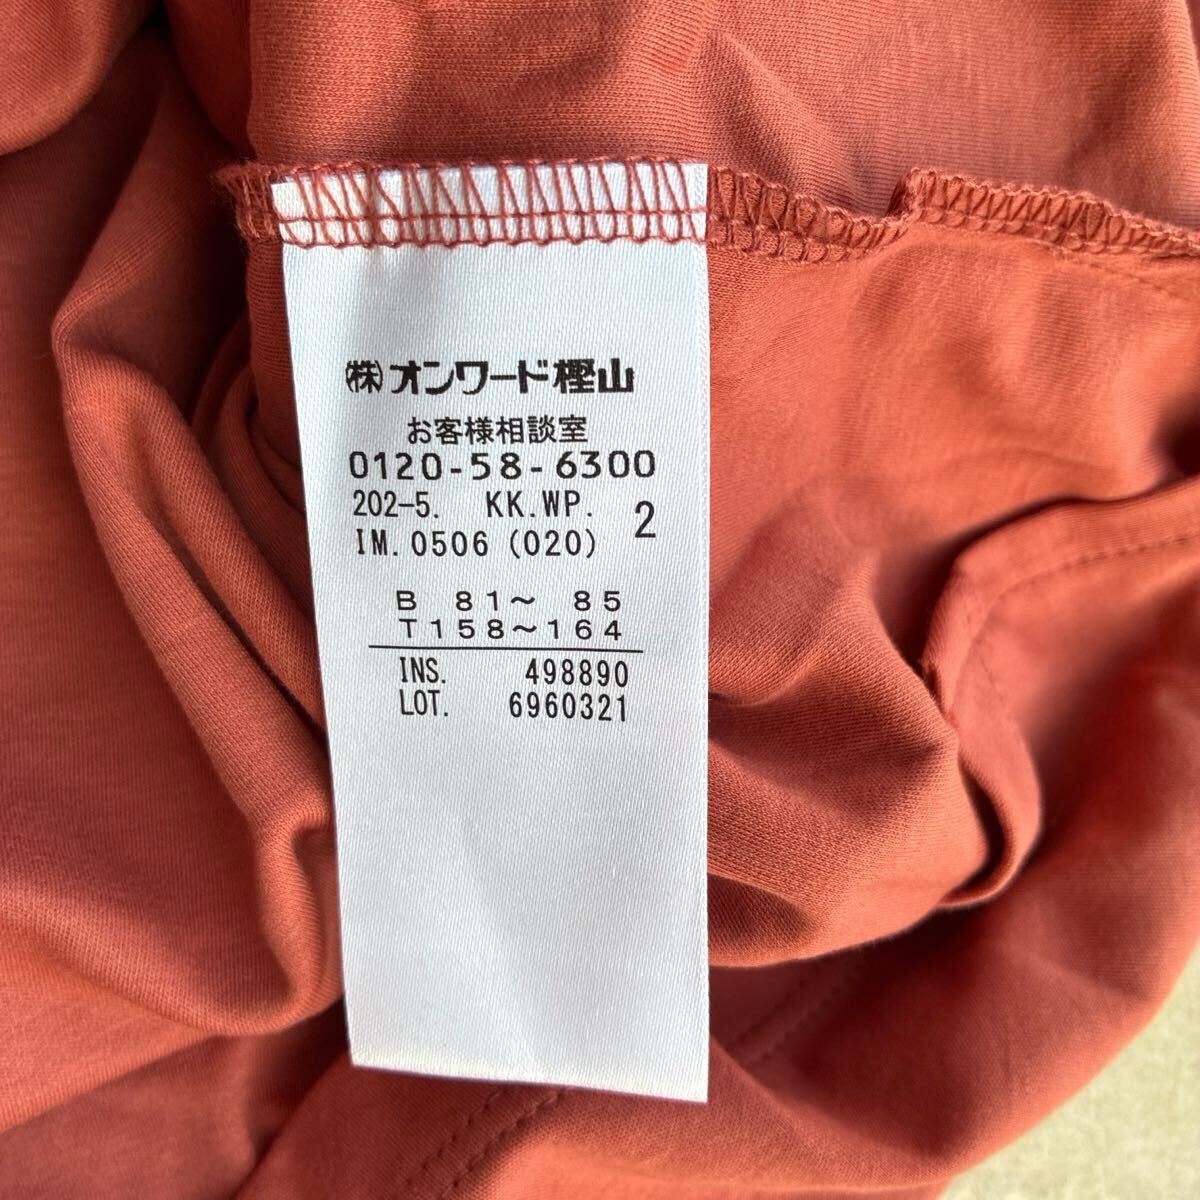 ㈱オンワード樫山
お客様相談室
0120-58-6300
202-5. KK.WP. 2
IM.0506 (020)
B 81～ 85
T158～164
INS. 498890
LOT. 6960321